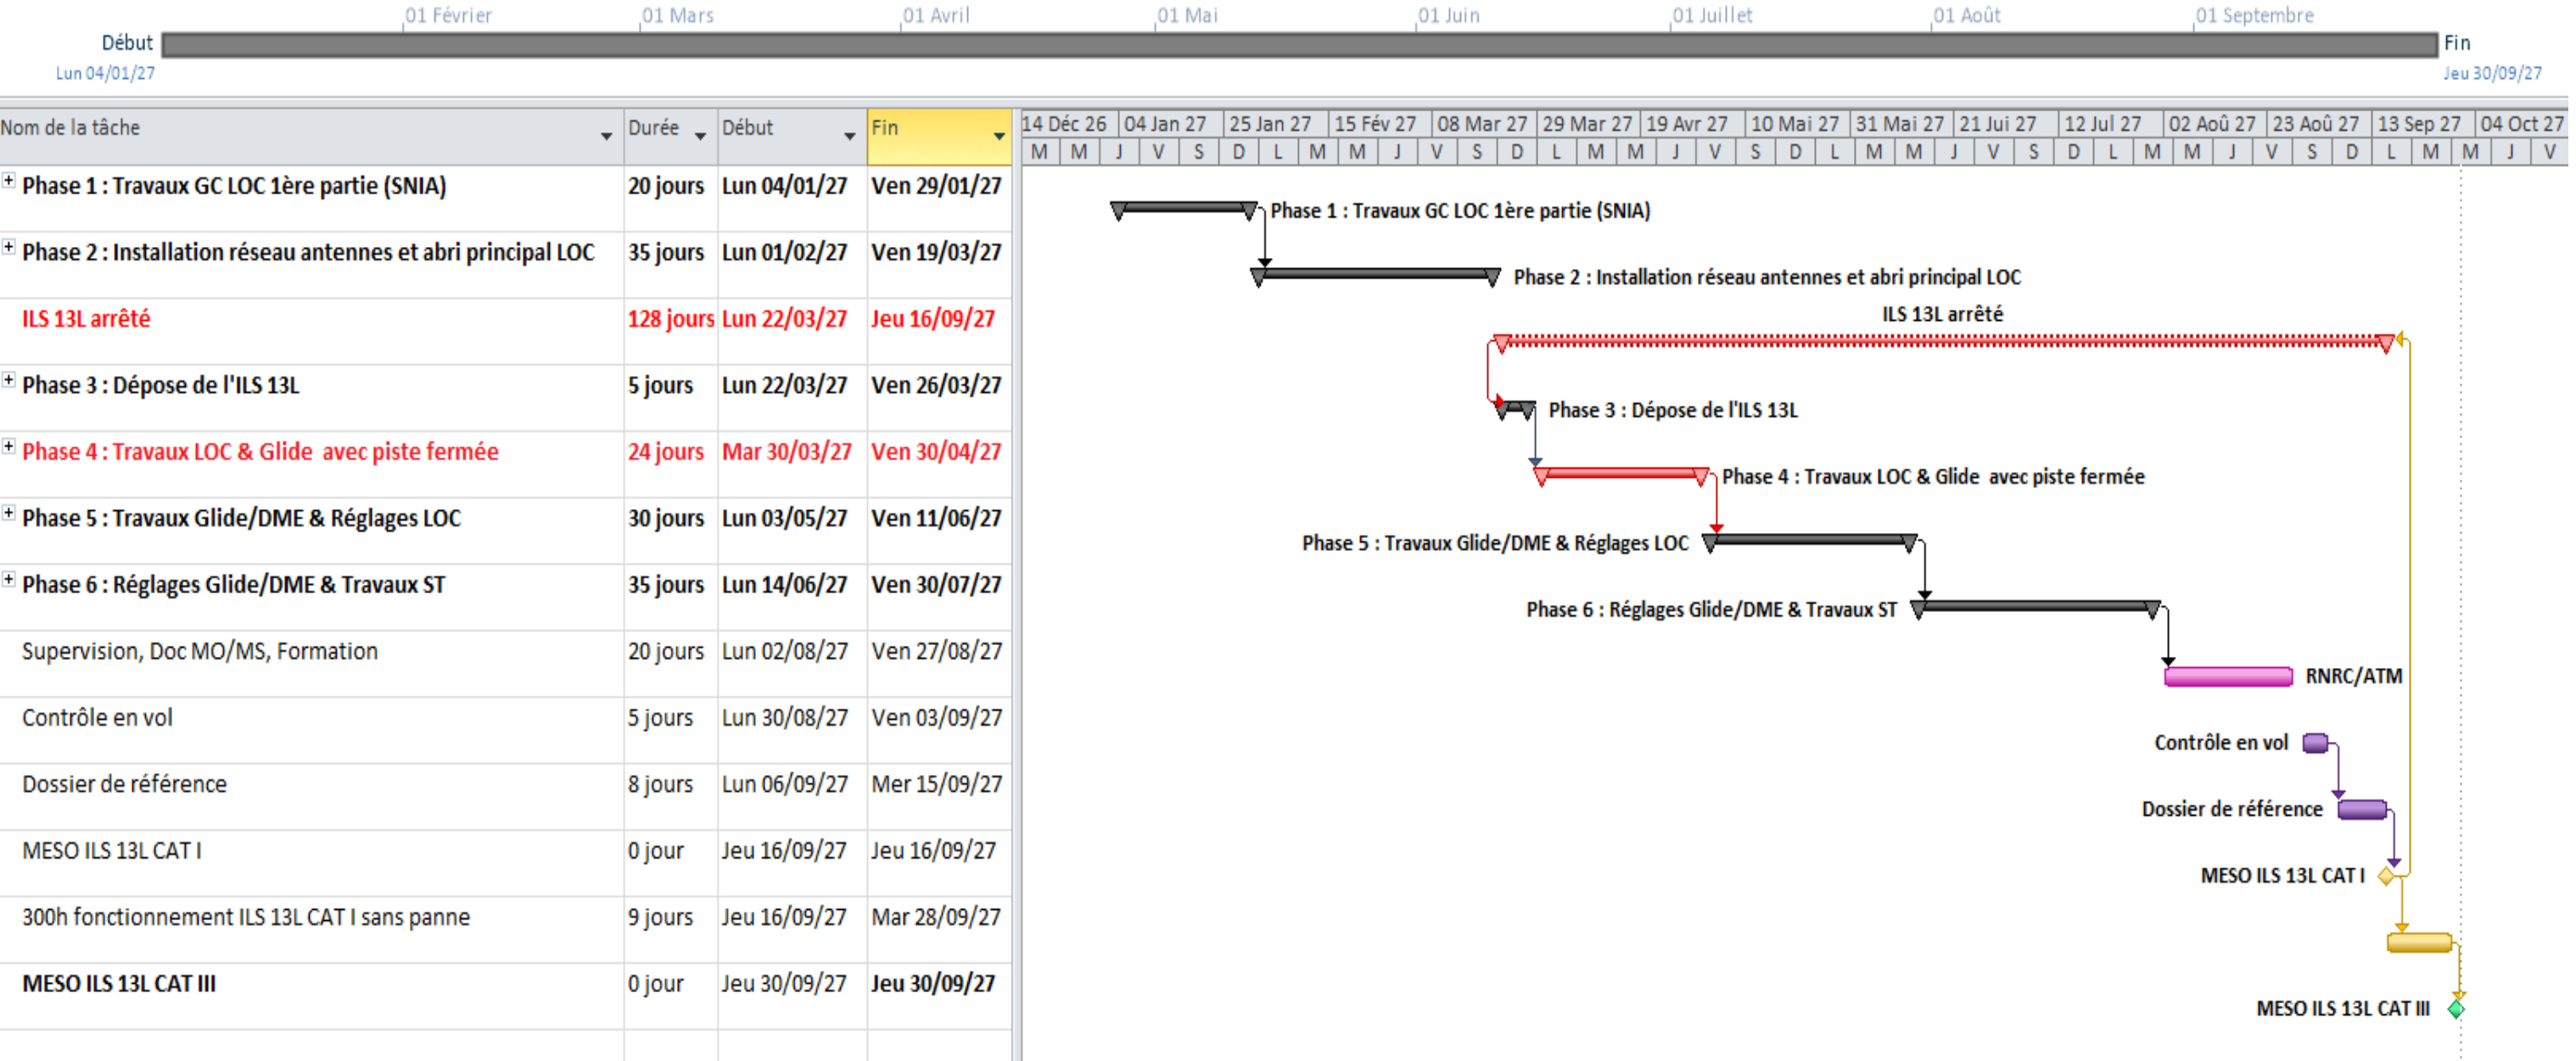 01 Février 01 Mars 01 Avril 01 Mai 01 Juin 01 Juillet 01 Août 01 Septembre
Début Fin
Lun 04/01/27 Jeu 30/09/27
Nom de la tâche Durée Début Fin 14 Déc 26 04 Jan 27 25 Jan 27 15 Fév 27 08 Mar 27 29 Mar 27 19 Avr 27 10 Mai 27 31 Mai 27 21 Jui 27 12 Jul 27 02 Aoû 27 23 Aoû 27 13 Sep 27 04 Oct 27
M M J V S D L M M J V S D L M M J V S D L M M J V S D L M M J V S D L M M J V
Phase 1 : Travaux GC LOC 1ère partie (SNIA) 20 jours Lun 04/01/27 Ven 29/01/27
Phase 1 : Travaux GC LOC 1ère partie (SNIA)
Phase 2 : Installation réseau antennes et abri principal LOC 35 jours Lun 01/02/27 Ven 19/03/27
Phase 2 : Installation réseau antennes et abri principal LOC
ILS 13L arrêté 128 jours Lun 22/03/27 Jeu 16/09/27
ILS 13L arrêté
Phase 3 : Dépose de l'ILS 13L 5 jours Lun 22/03/27 Ven 26/03/27
Phase 3 : Dépose de l'ILS 13L
Phase 4 : Travaux LOC & Glide avec piste fermée 24 jours Mar 30/03/27 Ven 30/04/27
Phase 4 : Travaux LOC & Glide avec piste fermée
Phase 5 : Travaux Glide/DME & Réglages LOC 30 jours Lun 03/05/27 Ven 11/06/27
Phase 5 : Travaux Glide/DME & Réglages LOC
Phase 6 : Réglages Glide/DME & Travaux ST 35 jours Lun 14/06/27 Ven 30/07/27
Phase 6 : Réglages Glide/DME & Travaux ST
Supervision, Doc MO/MS, Formation 20 jours Lun 02/08/27 Ven 27/08/27
RNRC/ATM
Contrôle en vol 5 jours Lun 30/08/27 Ven 03/09/27
Contrôle en vol
Dossier de référence 8 jours Lun 06/09/27 Mer 15/09/27
Dossier de référence
MESO ILS 13L CAT I 0 jour Jeu 16/09/27 Jeu 16/09/27
MESO ILS 13L CAT I
300h fonctionnement ILS 13L CAT I sans panne 9 jours Jeu 16/09/27 Mar 28/09/27
MESO ILS 13L CAT III 0 jour Jeu 30/09/27 Jeu 30/09/27
MESO ILS 13L CAT III